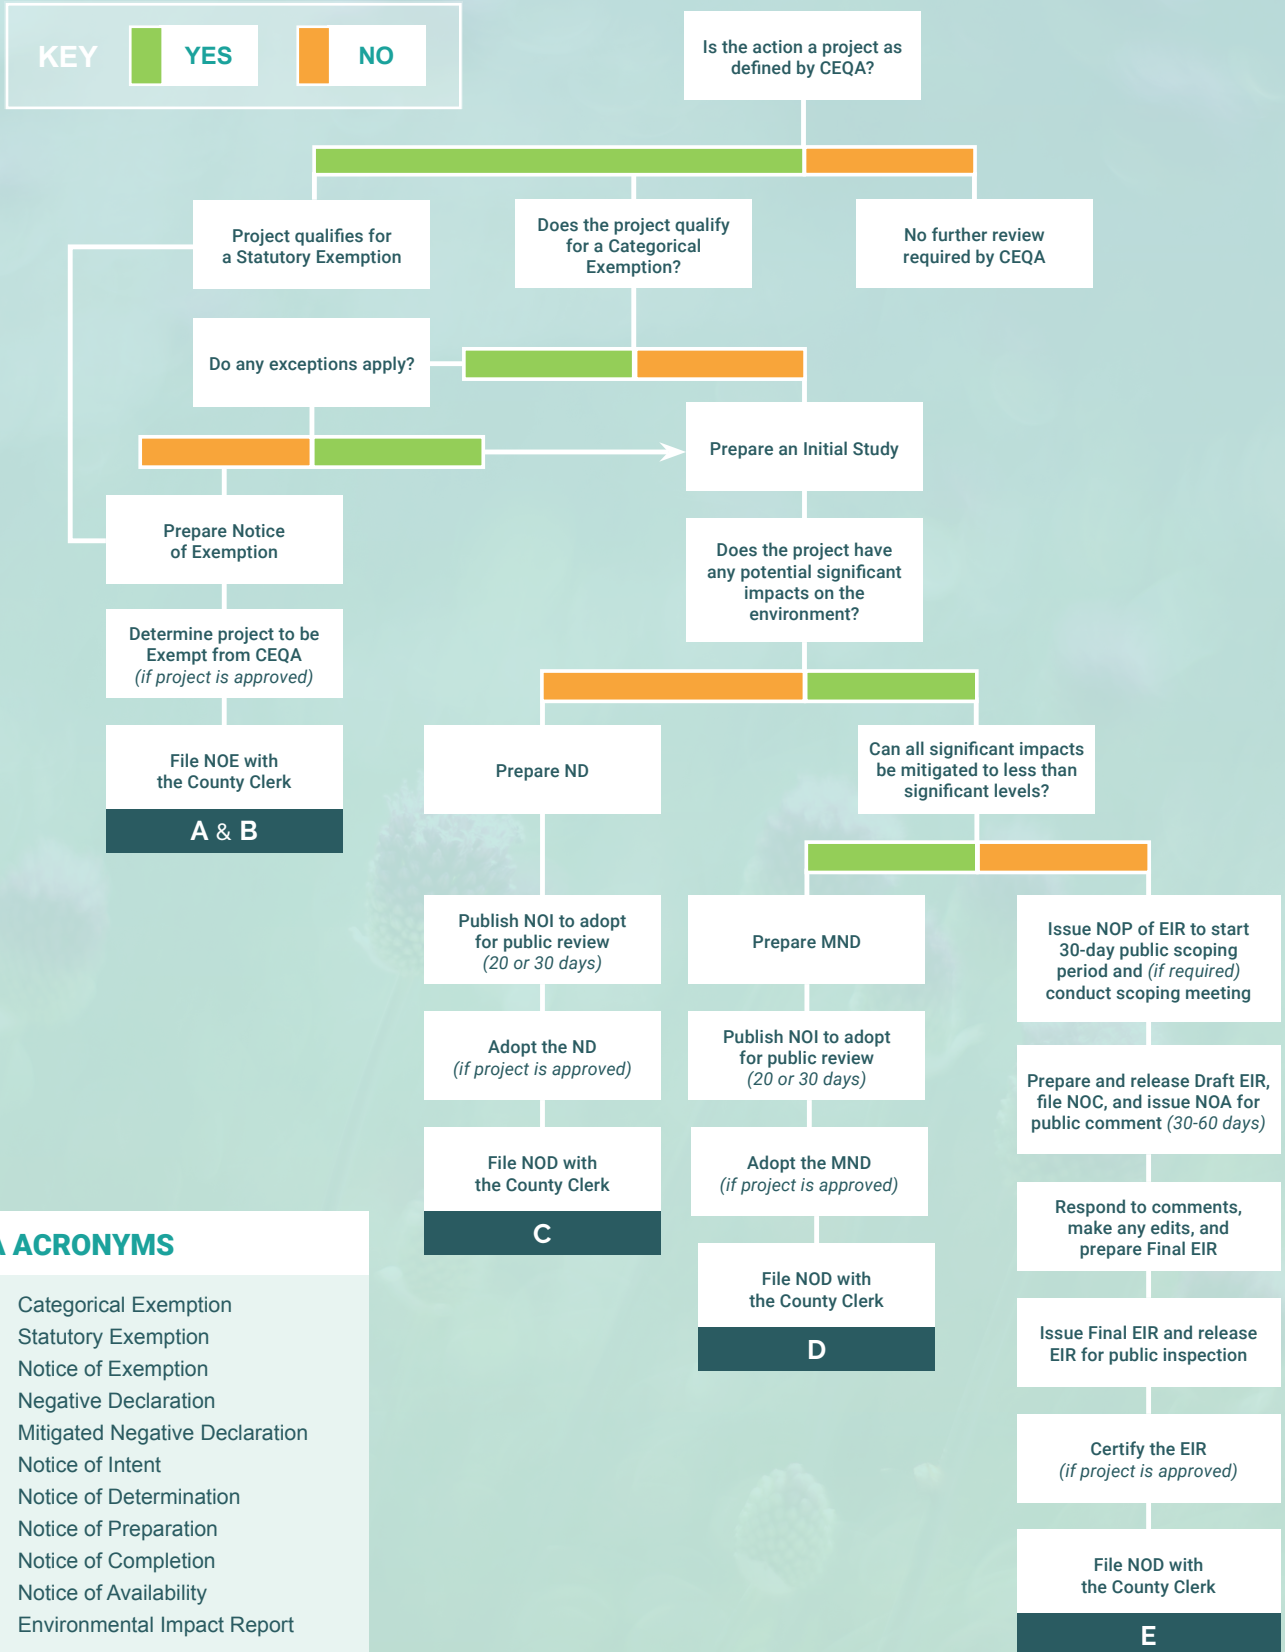 KEY
YES
NO
Is the action a project as
defined by CEQA?
Project qualifies for
a Statutory Exemption
Does the project qualify
for a Categorical
Exemption?
No further review
required by CEQA
Do any exceptions apply?
Prepare an Initial Study
Prepare Notice
of Exemption
Does the project have
any potential significant
impacts on the
environment?
Determine project to be
Exempt from CEQA
(if project is approved)
File NOE with
the County Clerk
A & B
Prepare ND
Can all significant impacts
be mitigated to less than
significant levels?
Publish NOI to adopt
for public review
(20 or 30 days)
Adopt the ND
(if project is approved)
File NOD with
the County Clerk
C
Prepare MND
Publish NOI to adopt
for public review
(20 or 30 days)
Adopt the MND
(if project is approved)
File NOD with
the County Clerk
D
Issue NOP of EIR to start
30-day public scoping
period and (if required)
conduct scoping meeting
Prepare and release Draft EIR,
file NOC, and issue NOA for
public comment (30-60 days)
Respond to comments,
make any edits, and
prepare Final EIR
Issue Final EIR and release
EIR for public inspection
Certify the EIR
(if project is approved)
File NOD with
the County Clerk
E
A ACRONYMS
Categorical Exemption
Statutory Exemption
Notice of Exemption
Negative Declaration
Mitigated Negative Declaration
Notice of Intent
Notice of Determination
Notice of Preparation
Notice of Completion
Notice of Availability
Environmental Impact Report